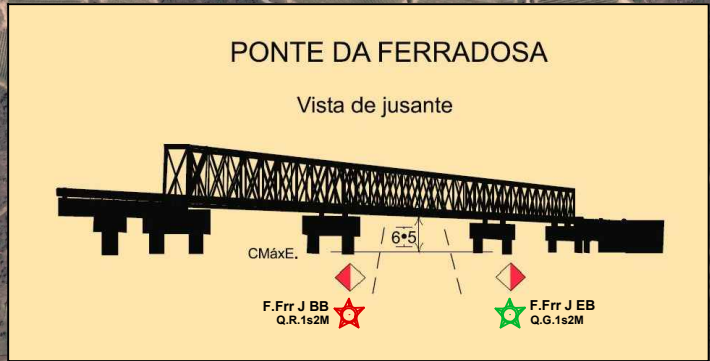 PONTE DA FERRADOSA
Vista de jusante
6•5
CMáxE.
F.Frr J BB
Q.R.1s2M
F.Frr J EB
Q.G.1s2M